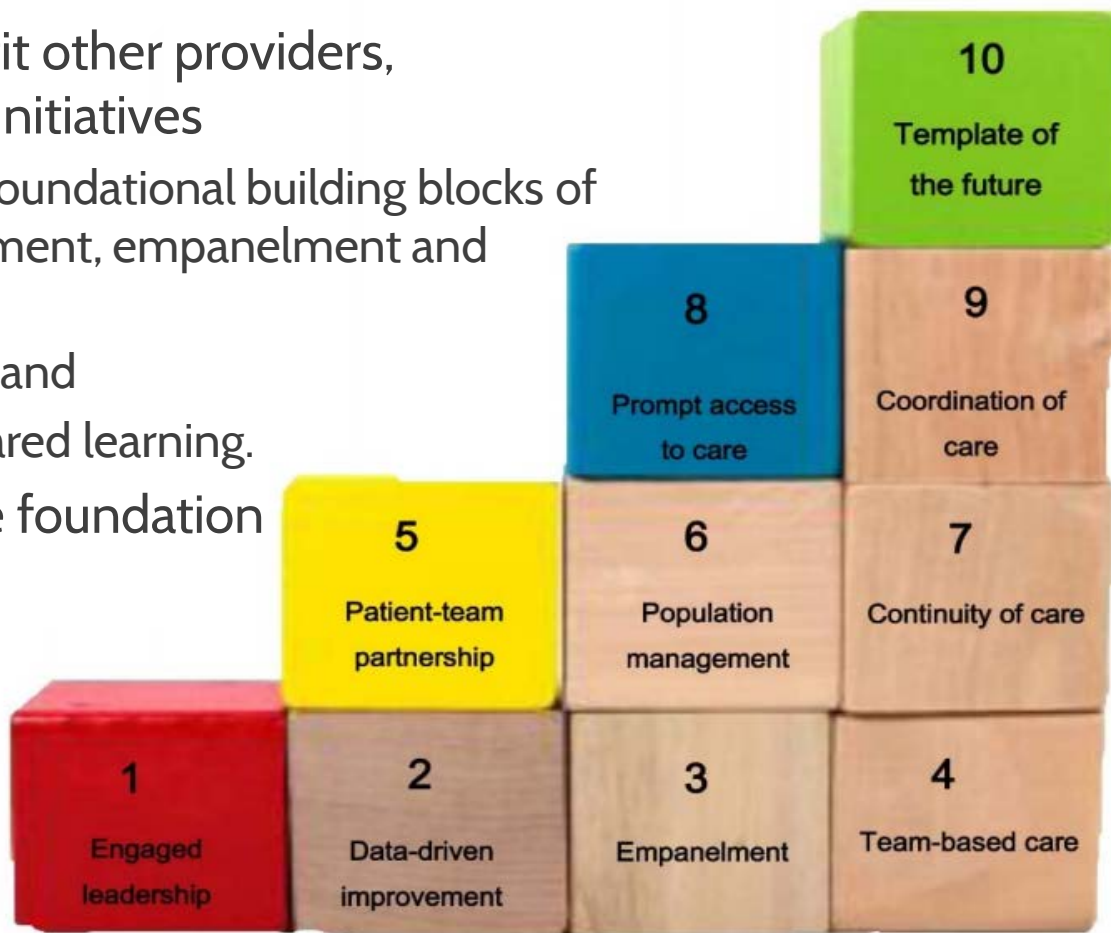 it other providers,
nitiatives
oundational building blocks of
ment, empanelment and
and
ared learning.
e foundation
10
Template of
the future
8
Prompt access
to care
9
Coordination of
care
5
Patient-team
partnership
6
Population
management
7
Continuity of care
1
Engaged
leadership
2
Data-driven
improvement
3
Empanelment
4
Team-based care